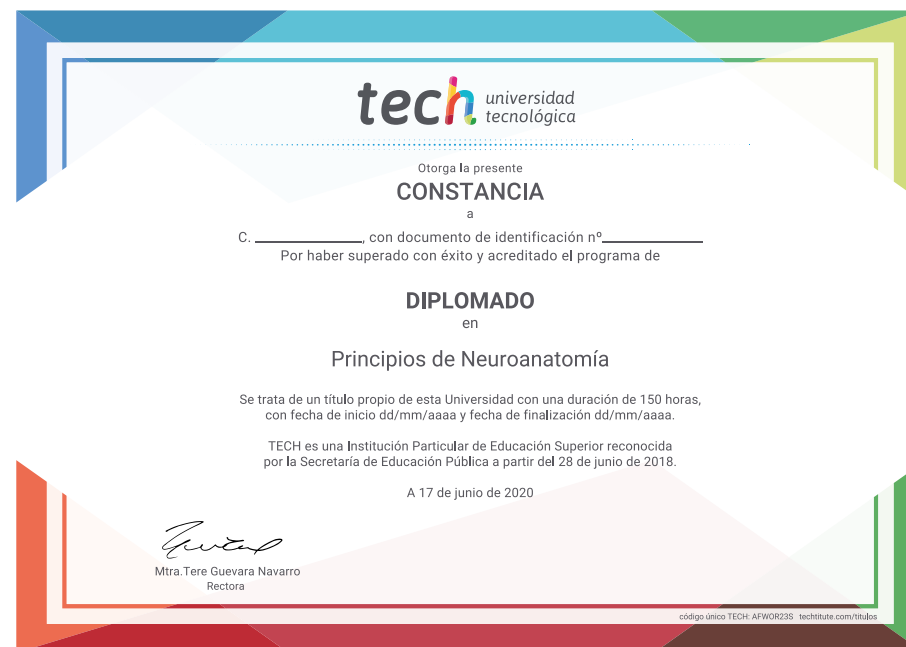 tech universidad
tecnológica
Otorga la presente
CONSTANCIA
a
C. ____________, con documento de identificación nº____________
Por haber superado con éxito y acreditado el programa de
DIPLOMADO
en
Principios de Neuroanatomía
Se trata de un título propio de esta Universidad con una duración de 150 horas,
con fecha de inicio dd/mm/aaaa y fecha de finalización dd/mm/aaaa.
TECH es una Institución Particular de Educación Superior reconocida
por la Secretaría de Educación Pública a partir del 28 de junio de 2018.
A 17 de junio de 2020
Mtra.Tere Guevara Navarro
Rectora
código único TECH: AFWOR23S techtitute.com/titulos